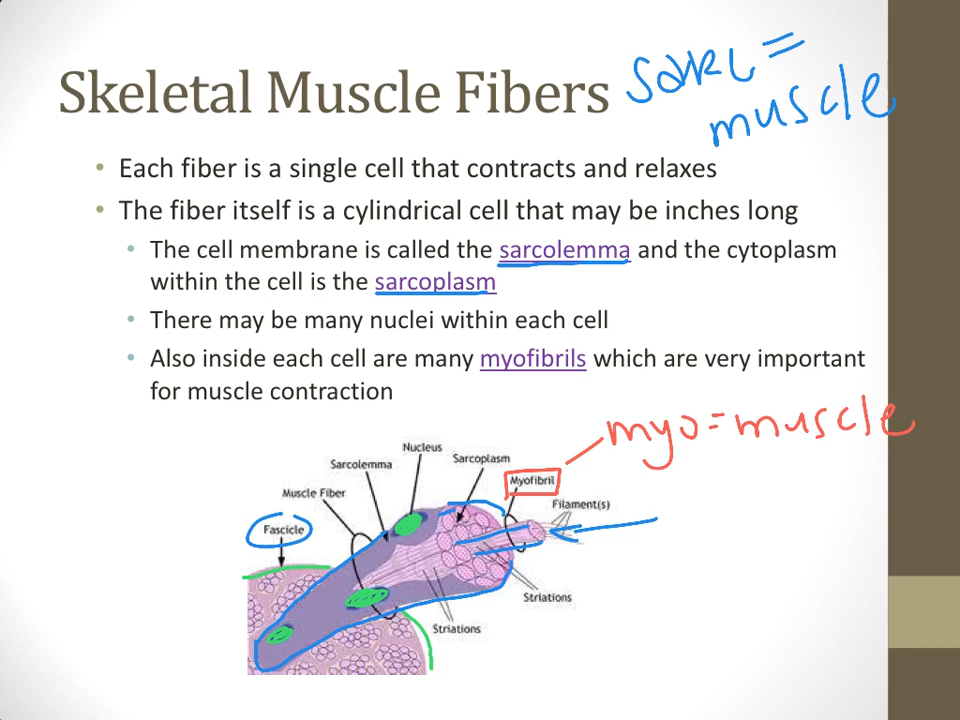 Skeletal Muscle Fibers
sarc =
muscle
• Each fiber is a single cell that contracts and relaxes
• The fiber itself is a cylindrical cell that may be inches long
• The cell membrane is called the sarcolemma and the cytoplasm
within the cell is the sarcoplasm
• There may be many nuclei within each cell
• Also inside each cell are many myofibrils which are very important
for muscle contraction
myo=muscle
Nucleus
Sarcolemma
Sarcoplasm
Myofibril
Muscle Fiber
Filament(s)
Fascicle
Striations
Striations